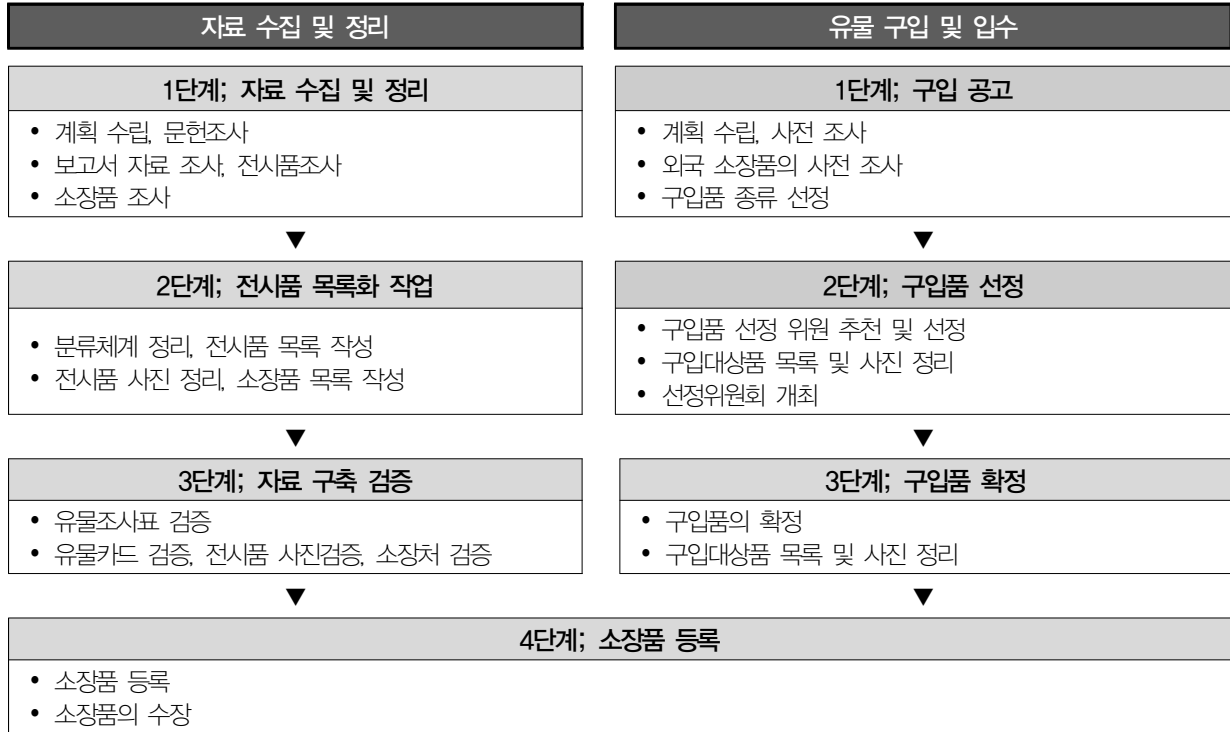 자료 수집 및 정리
1단계; 자료 수집 및 정리
• 계획 수립, 문헌조사
• 보고서 자료 조사, 전시품조사
• 소장품 조사
▼
2단계; 전시품 목록화 작업
• 분류체계 정리, 전시품 목록 작성
• 전시품 사진 정리, 소장품 목록 작성
▼
3단계; 자료 구축 검증
• 유물조사표 검증
• 유물카드 검증, 전시품 사진검증, 소장처 검증
▼
유물 구입 및 입수
1단계; 구입 공고
• 계획 수립, 사전 조사
• 외국 소장품의 사전 조사
• 구입품 종류 선정
▼
2단계; 구입품 선정
• 구입품 선정 위원 추천 및 선정
• 구입대상품 목록 및 사진 정리
• 선정위원회 개최
▼
3단계; 구입품 확정
• 구입품의 확정
• 구입대상품 목록 및 사진 정리
▼
4단계; 소장품 등록
• 소장품 등록
• 소장품의 수장